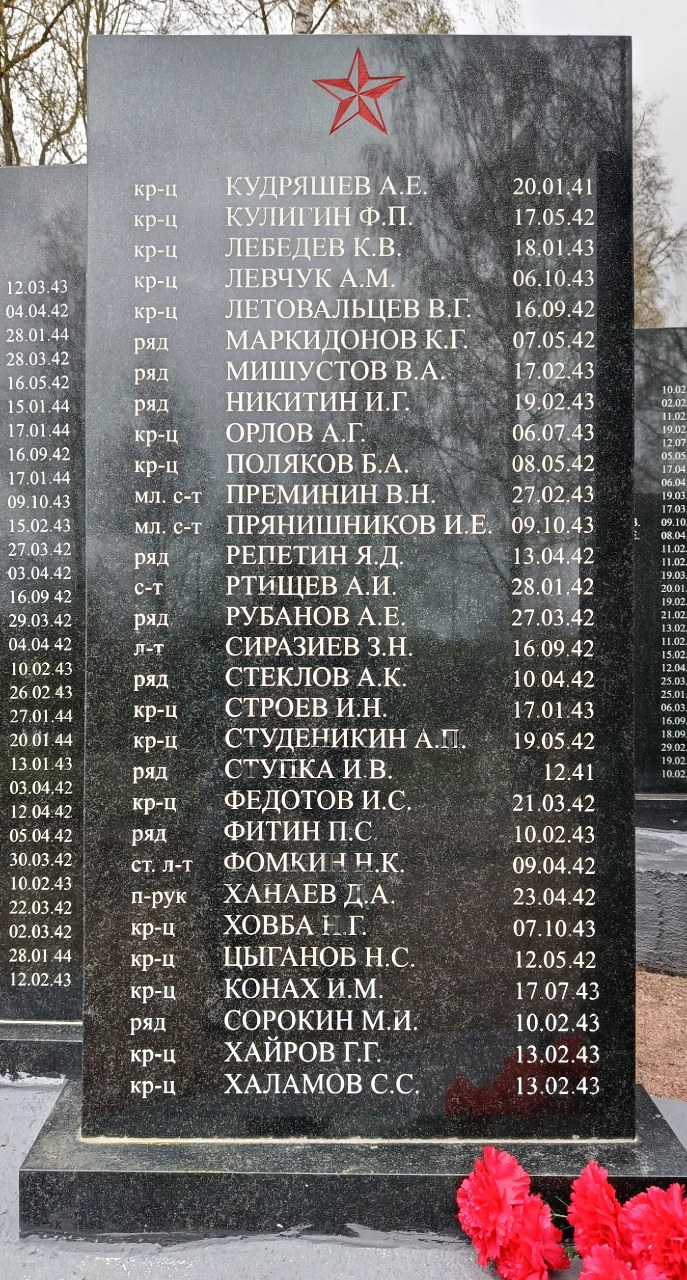 кр-ц КУДРЯШЕВ А.Е. 20.01.41
кр-ц КУЛИГИН Ф.П. 17.05.42
кр-ц ЛЕБЕДЕВ К.В. 18.01.43
кр-ц ЛЕВЧУК А.М. 06.10.43
кр-ц ЛЕТОВАЛЬЦЕВ В.Г. 16.09.42
ряд МАРКИДОНОВ К.Г. 07.05.42
ряд МИШУСТОВ В.А. 17.02.43
ряд НИКИТИН И.Г. 19.02.43
кр-ц ОРЛОВ А.Г. 06.07.43
кр-ц ПОЛЯКОВ Б.А. 08.05.42
мл. с-т ПРЕМИНИН В.Н. 27.02.43
мл. с-т ПРЯНИШНИКОВ И.Е. 09.10.43
ряд РЕПЕТИН Я.Д. 13.04.42
с-т РТИЩЕВ А.И. 28.01.42
ряд РУБАНОВ А.Е. 27.03.42
л-т СИРАЗИЕВ З.Н. 16.09.42
ряд СТЕКЛОВ А.К. 10.04.42
кр-ц СТРОЕВ И.Н. 17.01.43
кр-ц СТУДЕНИКИН А.П. 19.05.42
ряд СТУПКА И.В. 12.41
кр-ц ФЕДОТОВ И.С. 21.03.42
ряд ФИТИН П.С. 10.02.43
ст. л-т ФОМКИН Н.К. 09.04.42
п-рук ХАНАЕВ Д.А. 23.04.42
кр-ц ХОВБА Н.Г. 07.10.43
кр-ц ЦЫГАНОВ Н.С. 12.05.42
кр-ц КОНАХ И.М. 17.07.43
ряд СОРОКИН М.И. 10.02.43
кр-ц ХАЙРОВ Г.Г. 13.02.43
кр-ц ХАЛАМОВ С.С. 13.02.43
12.03.43
04.04.42
28.01.44
28.03.42
16.05.42
15.01.44
17.01.44
16.09.42
17.01.44
09.10.43
15.02.43
27.03.42
03.04.42
16.09.42
29.03.42
04.04.42
10.02.43
26.02.43
27.01.44
20.01.44
13.01.43
03.04.42
12.04.42
05.04.42
30.03.42
10.02.43
22.03.42
02.03.42
28.01.44
12.02.43